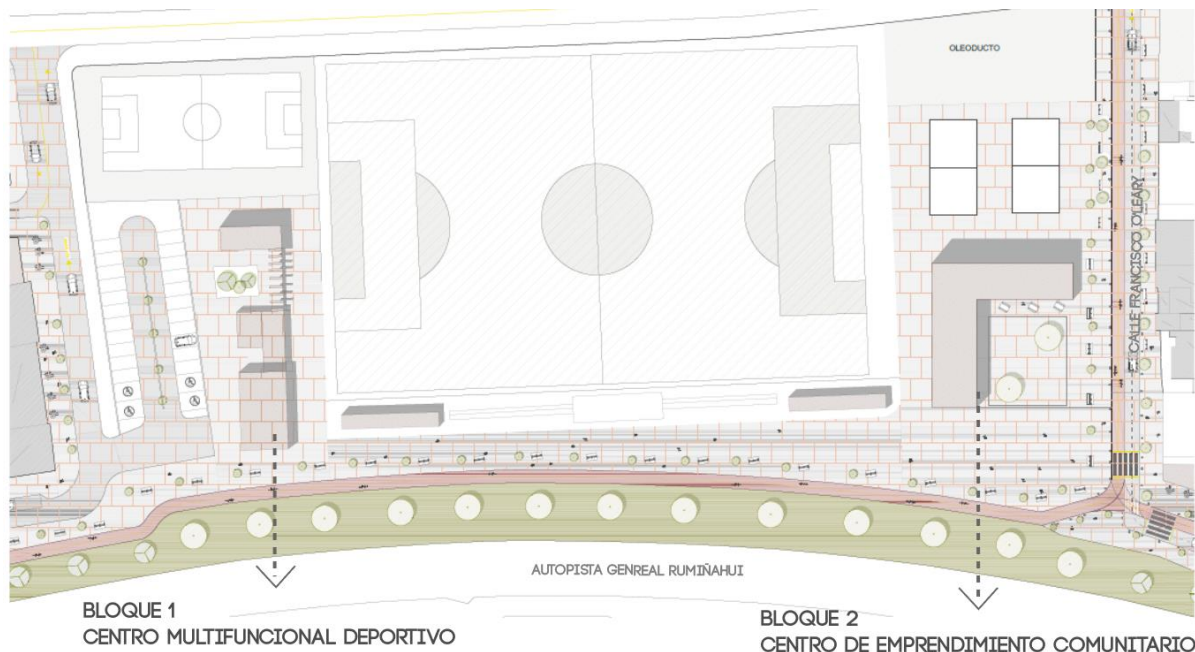 OLEODUCTO
CALLE FRANCISCO O'LEARY
AUTOPISTA GENREAL RUMIÑAHUI
BLOQUE 1
CENTRO MULTIFUNCIONAL DEPORTIVO
BLOQUE 2
CENTRO DE EMPRENDIMIENTO COMUNITARIO